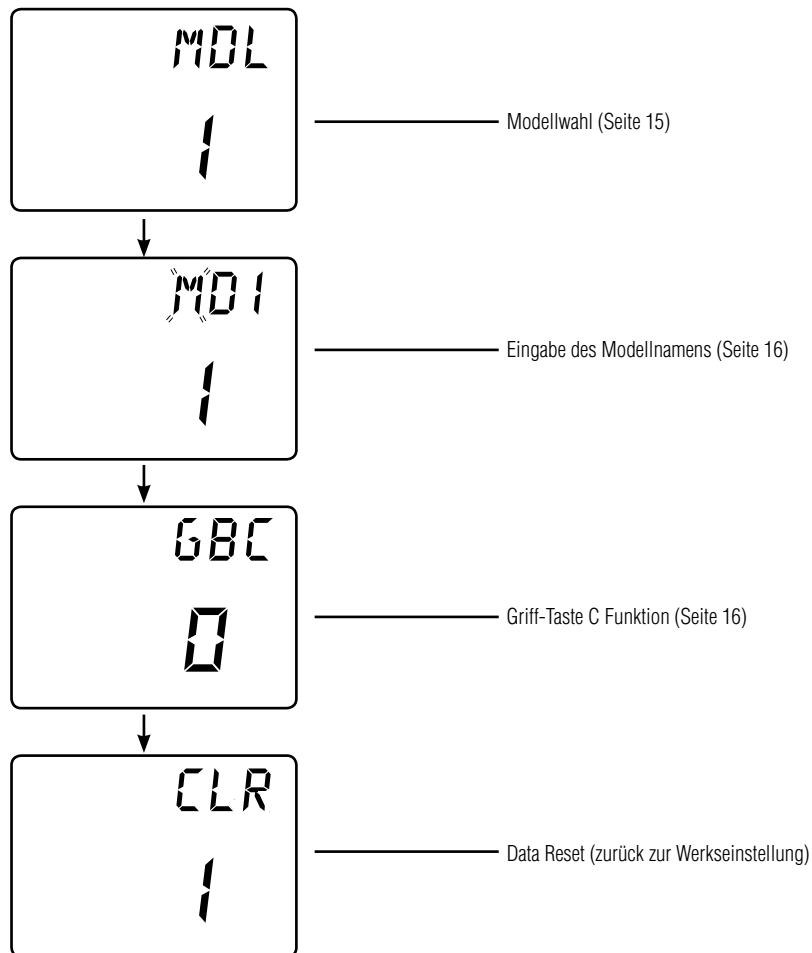 MDL
1
Modellwahl (Seite 15)
MD1
1
Eingabe des Modellnamens (Seite 16)
GBC
0
Griff-Taste C Funktion (Seite 16)
CLR
1
Data Reset (zurück zur Werkseinstellung)